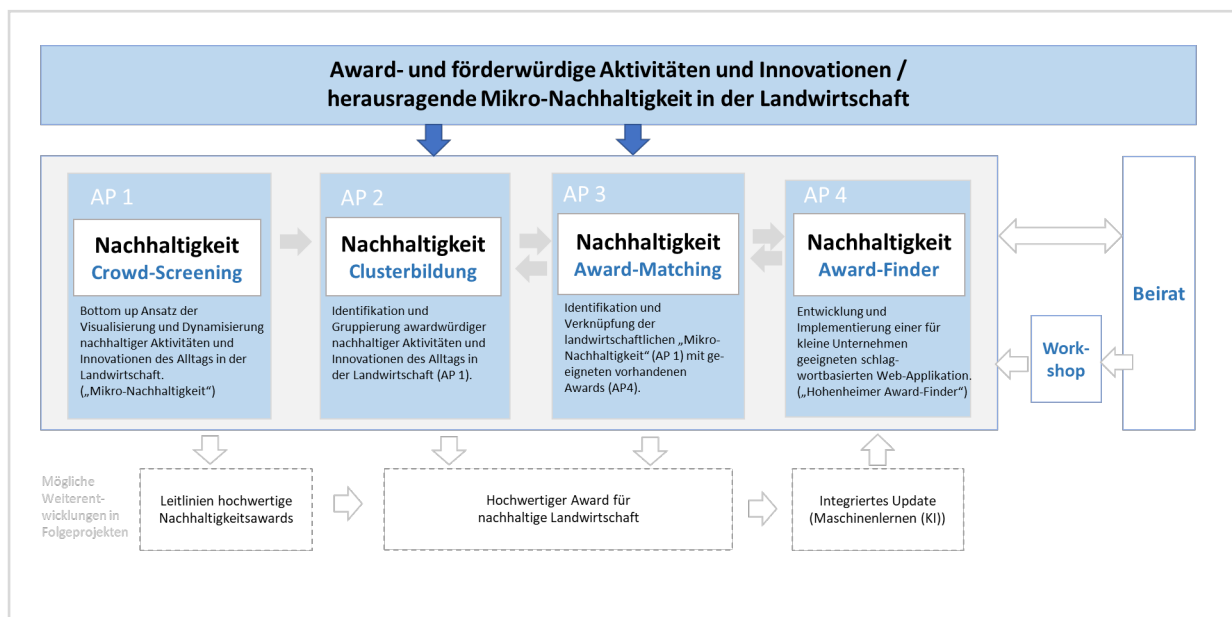 Award- und förderwürdige Aktivitäten und Innovationen /
herausragende Mikro-Nachhaltigkeit in der Landwirtschaft
AP 1
Nachhaltigkeit
Crowd-Screening
Bottom up Ansatz der
Visualisierung und Dynamisierung
nachhaltiger Aktivitäten und
Innovationen des Alltags in der
Landwirtschaft.
(„Mikro-Nachhaltigkeit“)
AP 2
Nachhaltigkeit
Clusterbildung
Identifikation und
Gruppierung awardwürdiger
nachhaltiger Aktivitäten und
Innovationen des Alltags in
der Landwirtschaft (AP 1).
AP 3
Nachhaltigkeit
Award-Matching
Identifikation und
Verknüpfung der
landwirtschaftlichen „Mikro-
Nachhaltigkeit“ (AP 1) mit ge-
eigneten vorhandenen
Awards (AP4).
AP 4
Nachhaltigkeit
Award-Finder
Entwicklung und
Implementierung einer für
kleine Unternehmen
geeigneten schlag-
wortbasierten Web-Applikation.
(„Hohenheimer Award-Finder“)
Beirat
Work-
shop
Mögliche
Weiterent-
wicklungen in
Folgeprojekten
Leitlinien hochwertige
Nachhaltigkeitsawards
Hochwertiger Award für
nachhaltige Landwirtschaft
Integriertes Update
(Maschinenlernen (KI))